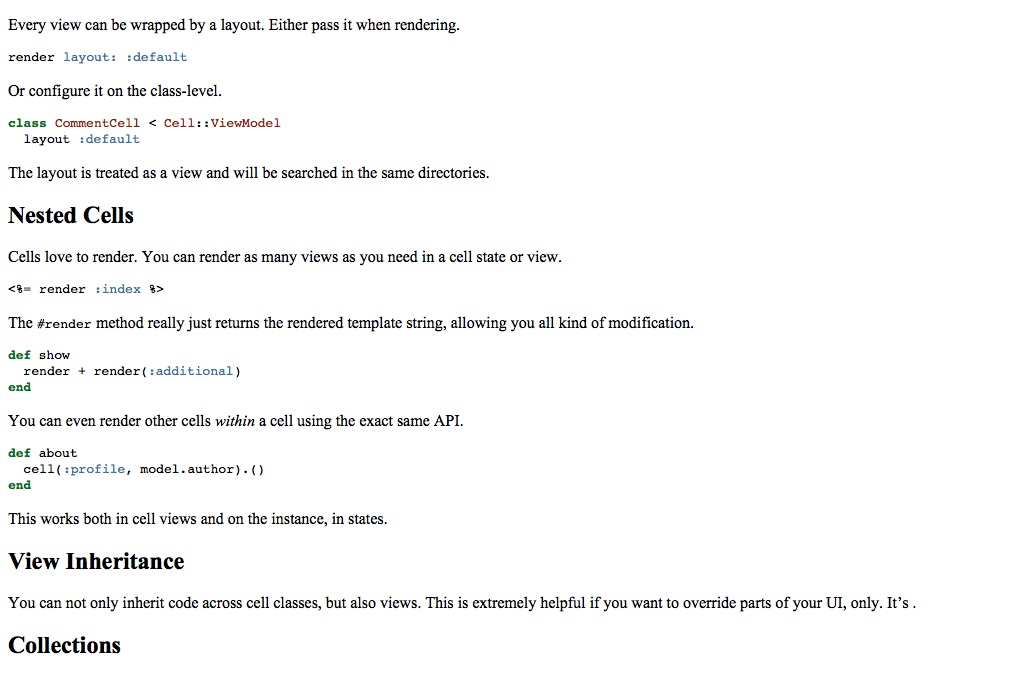 Every view can be wrapped by a layout. Either pass it when rendering.
render layout: :default
Or configure it on the class-level.
class CommentCell < Cell::ViewModel
  layout :default
The layout is treated as a view and will be searched in the same directories.
Nested Cells
Cells love to render. You can render as many views as you need in a cell state or view.
<%= render :index %>
The #render method really just returns the rendered template string, allowing you all kind of modification.
def show
  render + render(:additional)
end
You can even render other cells within a cell using the exact same API.
def about
  cell(:profile, model.author).()
end
This works both in cell views and on the instance, in states.
View Inheritance
You can not only inherit code across cell classes, but also views. This is extremely helpful if you want to override parts of your UI, only. It’s .
Collections